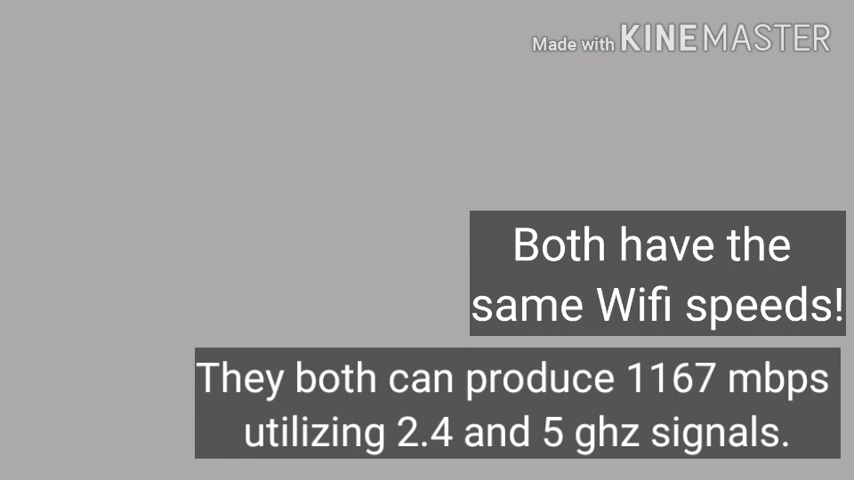 Made with KINEMASTER
Both have the
same Wifi speeds!
They both can produce 1167 mbps
utilizing 2.4 and 5 ghz signals.